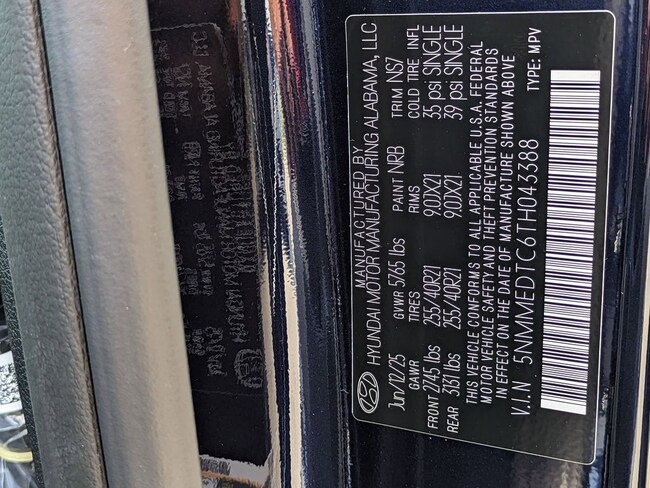 MANUFACTURED BY
HYUNDAI MOTOR MANUFACTURING ALABAMA, LLC
Jun/12/25 GVWR 5765 lbs PAINT NRB TRIM NS7
GAWR TIRES RIMS COLD TIRE INFL
FRONT 2745 lbs 255/40R21 9.0JX21 35 psi SINGLE
REAR 3131 lbs 255/40R21 9.0JX21 39 psi SINGLE
THIS VEHICLE CONFORMS TO ALL APPLICABLE U.S.A. FEDERAL
MOTOR VEHICLE SAFETY AND THEFT PREVENTION STANDARDS
IN EFFECT ON THE DATE OF MANUFACTURE SHOWN ABOVE
V.I.N 5NMMEDTC6TH043388 TYPE: MPV